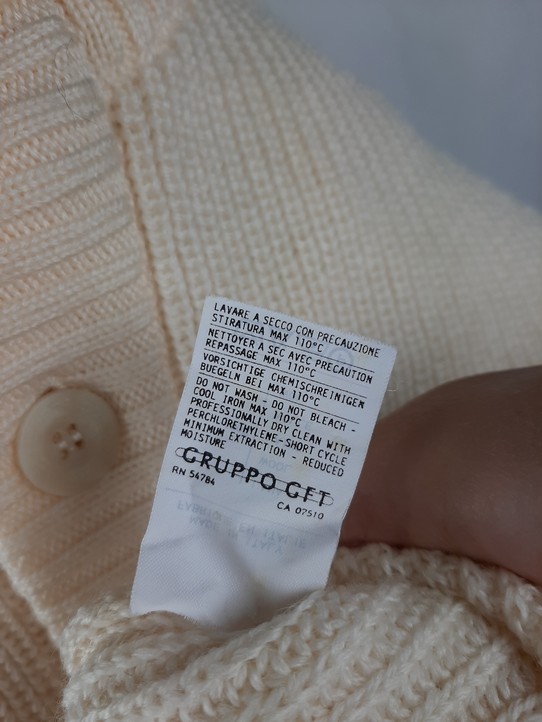 LAVARE A SECCO CON PRECAUZIONE
STIRATURA MAX 110°C
NETTOYER A SEC AVEC PRECAUTION
REPASSAGE MAX 110°C
VORSICHTIGE CHEMISCHREINIGEN
BUEGELN BEI MAX 110°C
DO NOT WASH - DO NOT BLEACH -
COOL IRON MAX 110°C
PROFESSIONALLY DRY CLEAN WITH
PERCHLORETHYLENE-SHORT CYCLE
MINIMUM EXTRACTION - REDUCED
MOISTURE
GRUPPO GFT
RN 54784 CA 07510